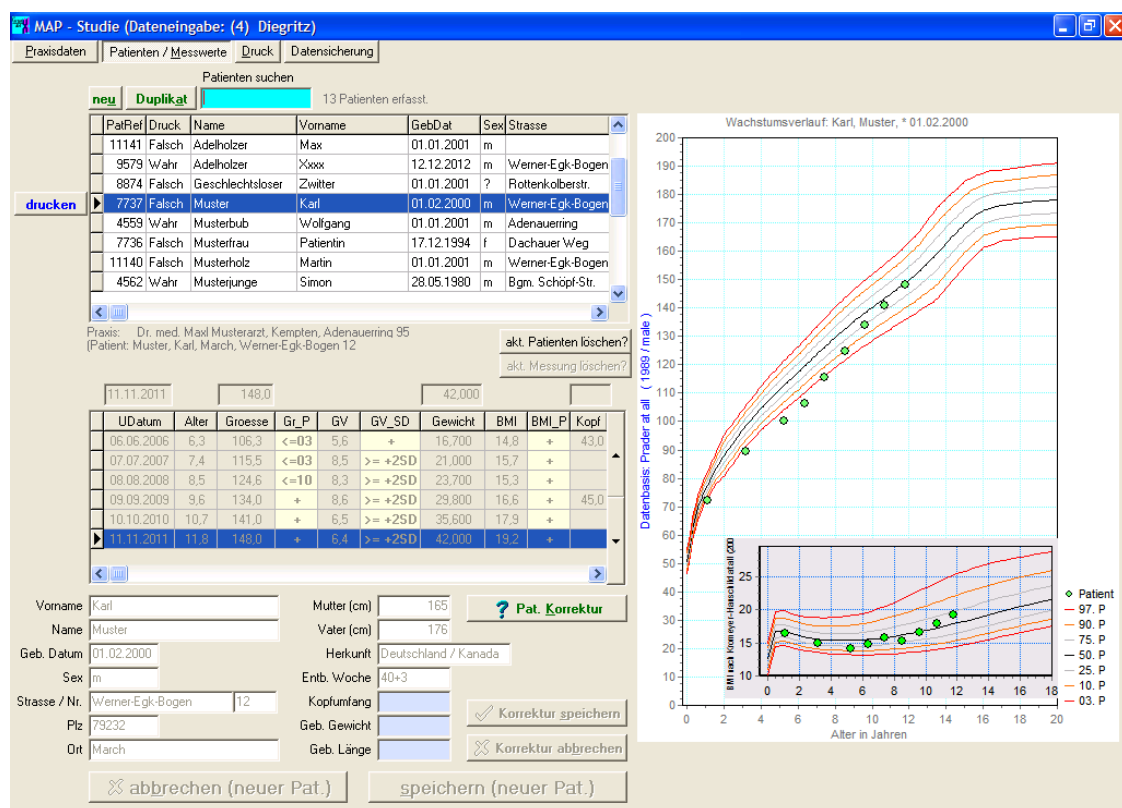 MAP - Studie (Dateneingabe: (4) Diegritz)
Praxisdaten Patienten / Messwerte Druck Datensicherung
Patienten suchen
neu Duplikat 13 Patienten erfasst.
PatRef Druck Name Vorname GebDat Sex Strasse
11141 Falsch Adelholzer Max 01.01.2001 m
9579 Wahr Adelholzer Xxxx 12.12.2012 m Werner-Egk-Bogen
8874 Falsch Geschlechtsloser Zwitter 01.01.2001 ? Rottenkolberstr.
drucken 7737 Falsch Muster Karl 01.02.2000 m Werner-Egk-Bogen
4559 Wahr Musterbub Wolfgang 01.01.2001 m Adenauerring
7736 Falsch Musterfrau Patientin 17.12.1994 f Dachauer Weg
11140 Falsch Musterholz Martin 01.01.2001 m Werner-Egk-Bogen
4562 Wahr Musterjunge Simon 28.05.1980 m Bgm. Schöpf-Str.
Praxis: Dr. med. Maxl Musterarzt, Kempten, Adenauerring 95
(Patient: Muster, Karl, March, Werner-Egk-Bogen 12
akt. Patienten löschen?
akt. Messung löschen?
11.11.2011 148,0 42,000
UDatum Alter Groesse Gr_P GV GV_SD Gewicht BMI BMI_P Kopf
06.06.2006 6,3 106,3 <=03 5,6 + 16,700 14,8 + 43,0
07.07.2007 7,4 115,5 <=03 8,5 >= +2SD 21,000 15,7 +
08.08.2008 8,5 124,6 <=10 8,3 >= +2SD 23,700 15,3 +
09.09.2009 9,6 134,0 + 8,6 >= +2SD 29,800 16,6 + 45,0
10.10.2010 10,7 141,0 + 6,5 >= +2SD 35,600 17,9 +
11.11.2011 11,8 148,0 + 6,4 >= +2SD 42,000 19,2 +
Vorname Karl Mutter (cm) 165 ? Pat. Korrektur
Name Muster Vater (cm) 176
Geb. Datum 01.02.2000 Herkunft Deutschland / Kanada
Sex m Entb. Woche 40+3
Strasse / Nr. Werner-Egk-Bogen 12 Kopfumfang
Korrektur speichern
Plz 79232 Geb. Gewicht
Ort March Geb. Länge Korrektur abbrechen
abbrechen (neuer Pat.) speichern (neuer Pat.)
Wachstumsverlauf: Karl, Muster, * 01.02.2000
Datenbasis: Prader at all ( 1989 / male )
200
190
180
170
160
150
140
130
120
110
100
90
80
70
60
50
40
30
20
10
0
0 2 4 6 8 10 12 14 16 18 20
Alter in Jahren
25
20
15
10
0 2 4 6 8 10 12 14 16 18
Patient
97. P
90. P
75. P
50. P
25. P
10. P
03. P